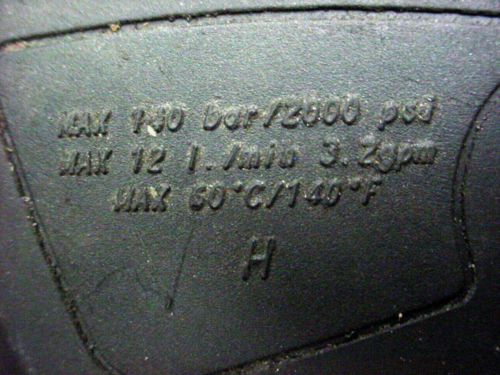 MAX 140 bar/2000 psi
MAX 12 l./min 3.2gpm
MAX 60°C/140°F
H